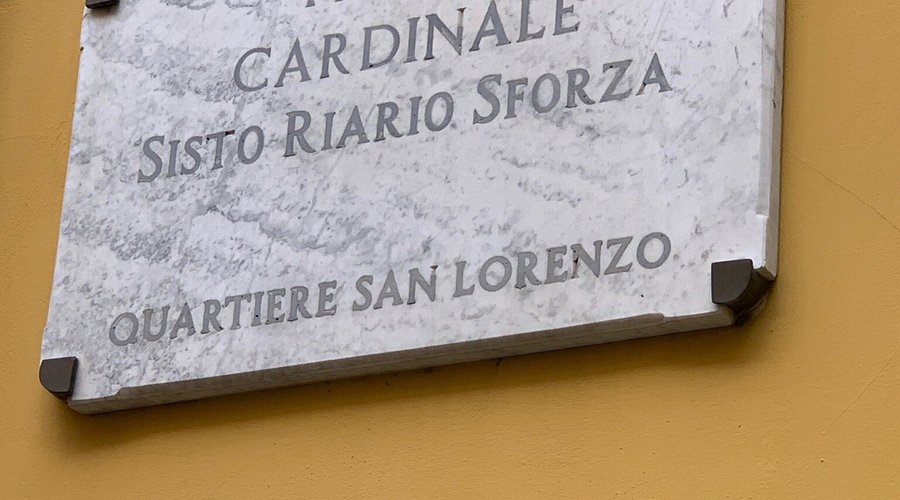 CARDINALE
SISTO RIARIO SFORZA
QUARTIERE SAN LORENZO